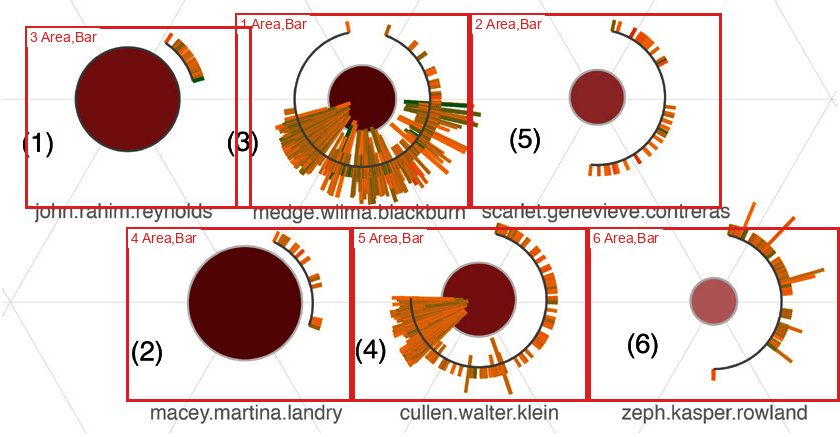 3 Area,Bar
1 Area,Bar
2 Area,Bar
(1)
(3)
(5)
john.rahim.reynolds
medge.wilma.blackburn
scarlet.genevieve.contreras
4 Area,Bar
5 Area,Bar
6 Area,Bar
(2)
(4)
(6)
macey.martina.landry
cullen.walter.klein
zeph.kasper.rowland